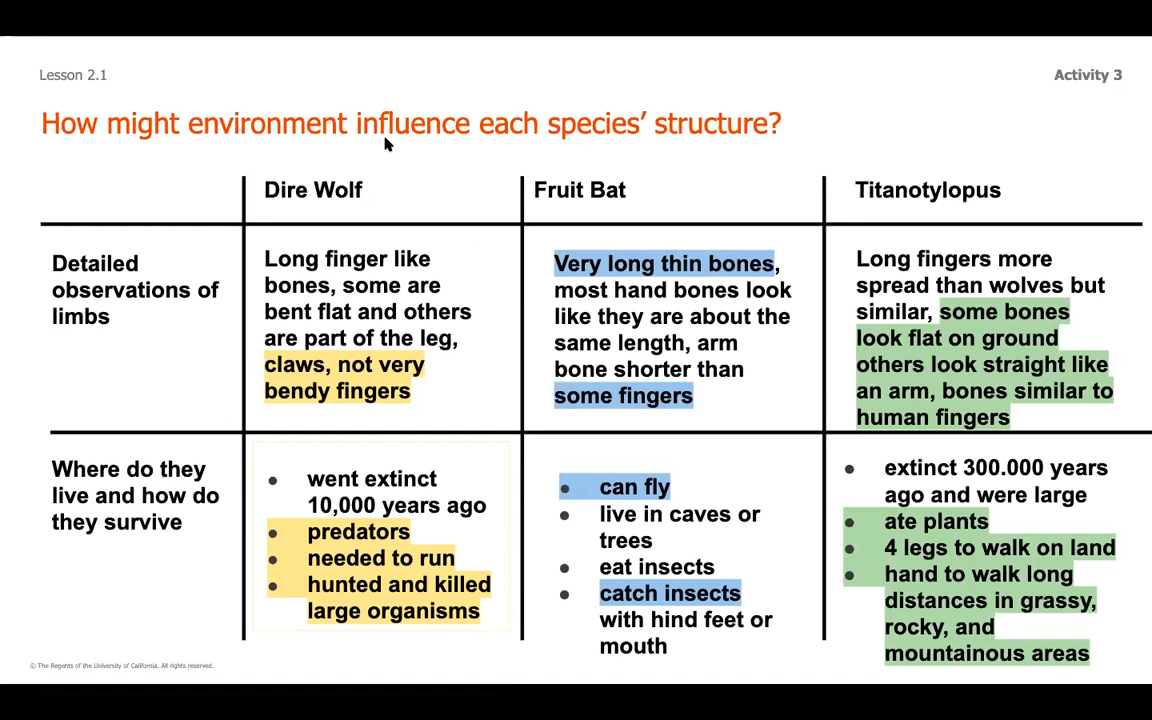 Lesson 2.1
Activity 3
How might environment influence each species’ structure?
Dire Wolf
Fruit Bat
Titanotylopus
Detailed
observations of
limbs
Long finger like
bones, some are
bent flat and others
are part of the leg,
claws, not very
bendy fingers
Very long thin bones,
most hand bones look
like they are about the
same length, arm
bone shorter than
some fingers
Long fingers more
spread than wolves but
similar, some bones
look flat on ground
others look straight like
an arm, bones similar to
human fingers
Where do they
live and how do
they survive
● went extinct
10,000 years ago
● predators
● needed to run
● hunted and killed
large organisms
● can fly
● live in caves or
trees
● eat insects
● catch insects
with hind feet or
mouth
● extinct 300.000 years
ago and were large
● ate plants
● 4 legs to walk on land
● hand to walk long
distances in grassy,
rocky, and
mountainous areas
© The Regents of the University of California. All rights reserved.